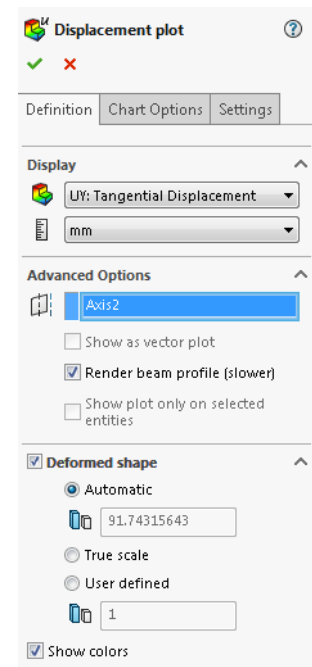 u
Displacement plot
?
Definition Chart Options Settings
Display
UY: Tangential Displacement
mm
Advanced Options
Axis2
Show as vector plot
Render beam profile (slower)
Show plot only on selected
entities
Deformed shape
Automatic
91.74315643
True scale
User defined
1
Show colors